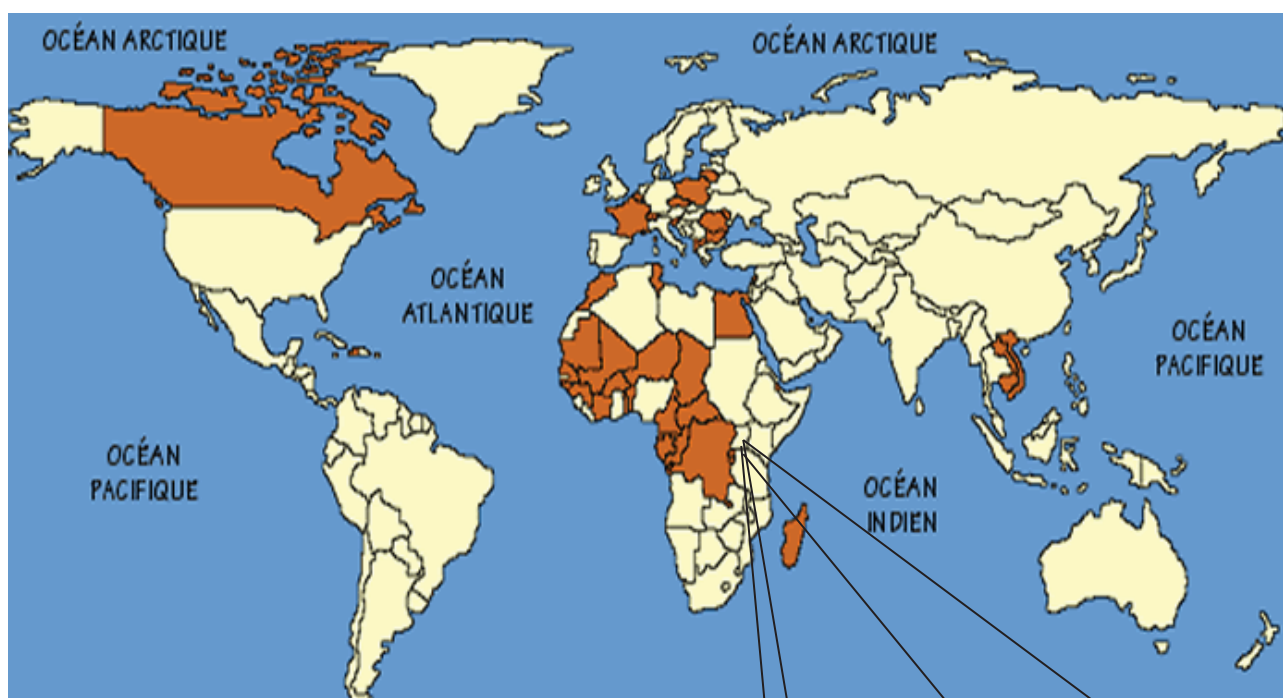 OCÉAN ARCTIQUE
OCÉAN ARCTIQUE
OCÉAN
ATLANTIQUE
OCÉAN
PACIFIQUE
OCÉAN
PACIFIQUE
OCÉAN
INDIEN